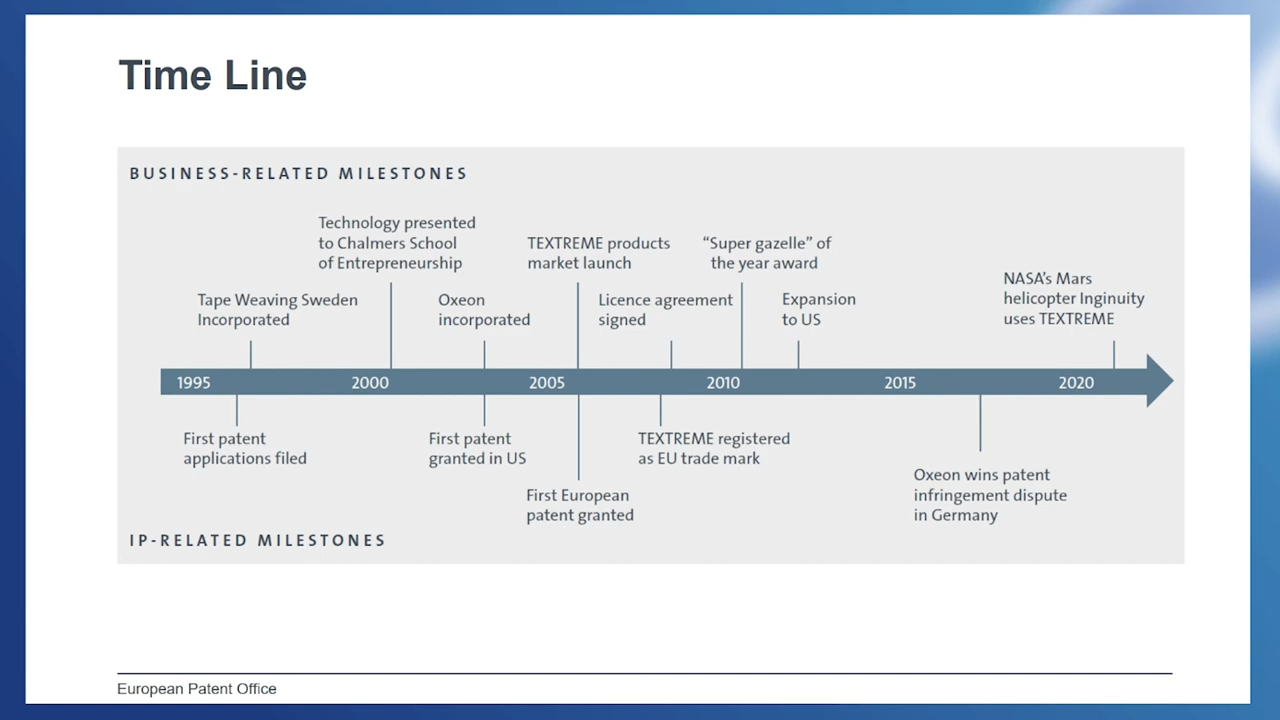 Time Line
BUSINESS-RELATED MILESTONES
Technology presented
to Chalmers School
of Entrepreneurship
TEXTREME products
market launch
“Super gazelle” of
the year award
NASA’s Mars
helicopter Inginuity
uses TEXTREME
Tape Weaving Sweden
Incorporated
Oxeon
incorporated
Licence agreement
signed
Expansion
to US
1995 2000 2005 2010 2015 2020
First patent
applications filed
First patent
granted in US
TEXTREME registered
as EU trade mark
Oxeon wins patent
infringement dispute
in Germany
First European
patent granted
IP-RELATED MILESTONES
European Patent Office